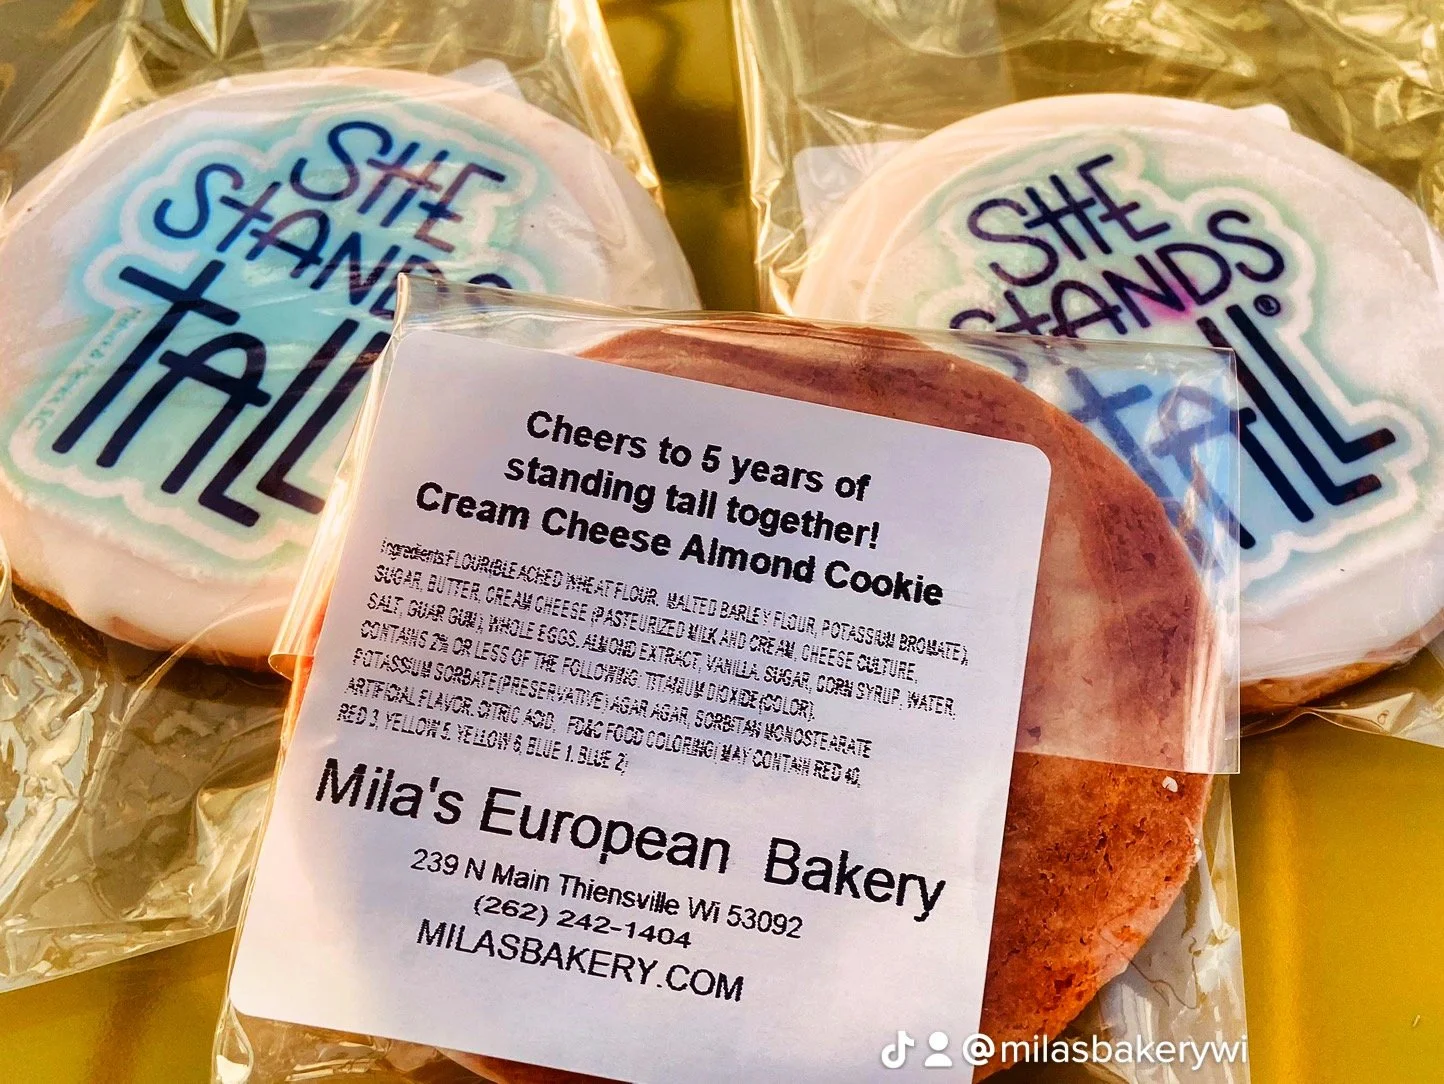 SHE
STANDS
TALL
SHE
STANDS
TALL®
Cheers to 5 years of
standing tall together!
Cream Cheese Almond Cookie
Ingredients:FLOUR(BLEACHED WHEAT FLOUR, MALTED BARLEY FLOUR, POTASSIUM BROMATE),
SUGAR, BUTTER, CREAM CHEESE (PASTEURIZED MILK AND CREAM, CHEESE CULTURE,
SALT, GUAR GUM), WHOLE EGGS, ALMOND EXTRACT, VANILLA, SUGAR, CORN SYRUP, WATER,
CONTAINS 2% OR LESS OF THE FOLLOWING: TITANIUM DIOXIDE(COLOR),
POTASSIUM SORBATE(PRESERVATIVE) AGAR AGAR, SORBITAN MONOSTEARATE
ARTIFICIAL FLAVOR, CITRIC ACID, FD&C FOOD COLORING( MAY CONTAIN RED 40,
RED 3, YELLOW 5, YELLOW 6, BLUE 1, BLUE 2)
Mila's European Bakery
239 N Main Thiensville Wi 53092
(262) 242-1404
MILASBAKERY.COM
@milasbakerywi